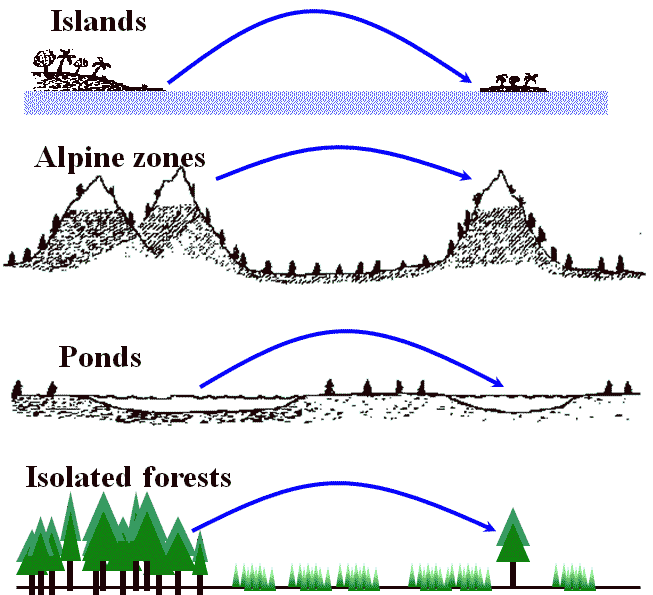 Islands
Alpine zones
Ponds
Isolated forests